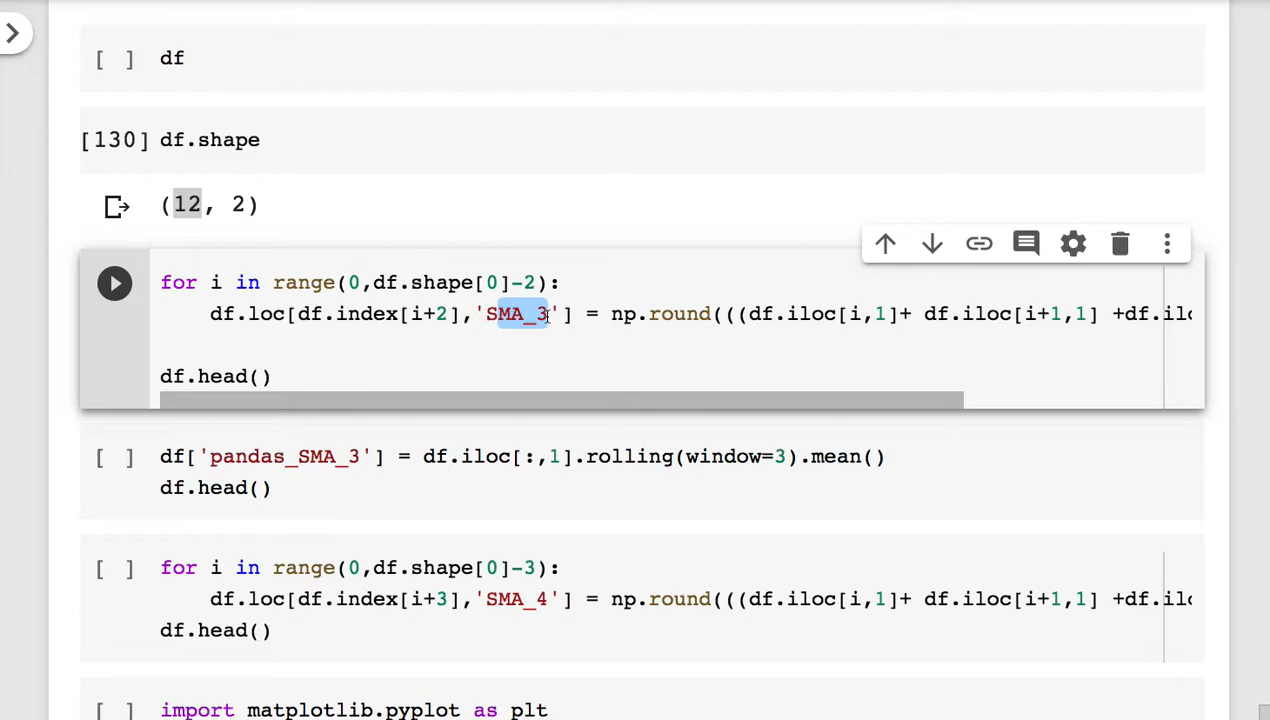 [ ] df
[130] df.shape
(12, 2)
for i in range(0,df.shape[0]-2):
df.loc[df.index[i+2],'SMA_3'] = np.round(((df.iloc[i,1]+ df.iloc[i+1,1] +df.ilo
df.head()
[ ] df['pandas_SMA_3'] = df.iloc[:,1].rolling(window=3).mean()
df.head()
[ ] for i in range(0,df.shape[0]-3):
df.loc[df.index[i+3],'SMA_4'] = np.round(((df.iloc[i,1]+ df.iloc[i+1,1] +df.ilo
df.head()
[ ] import matplotlib.pyplot as plt